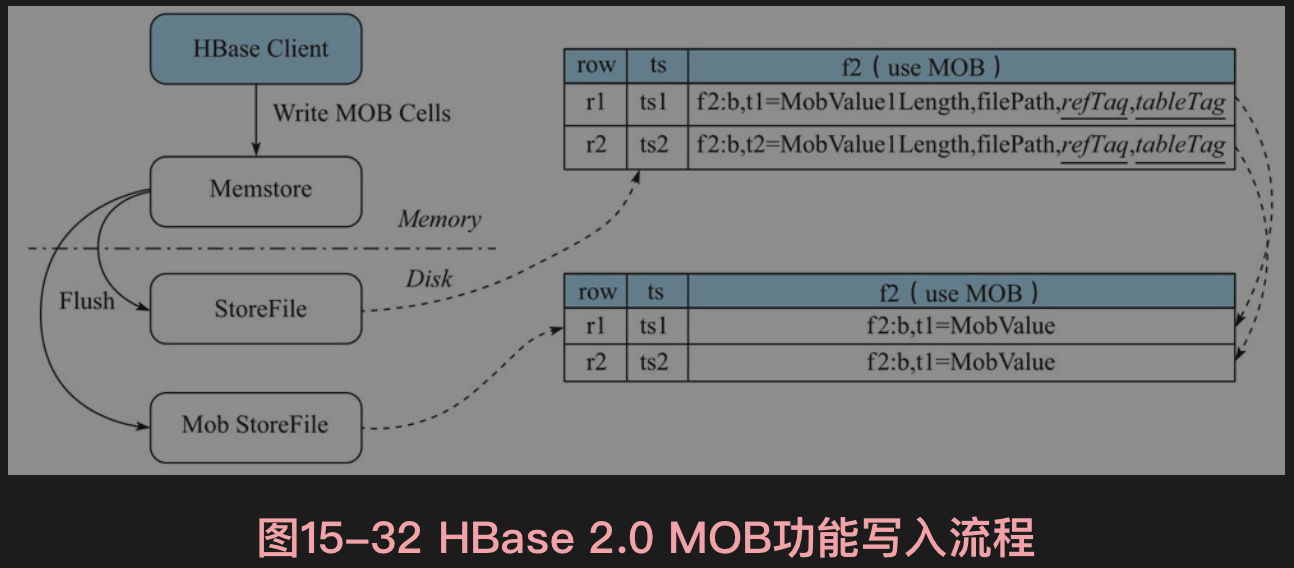 HBase Client
Write MOB Cells
Memstore
Memory
Disk
Flush
StoreFile
Mob StoreFile
row ts f2（use MOB）
r1 ts1 f2:b,t1=MobValue1Length,filePath,refTaq,tableTag
r2 ts2 f2:b,t2=MobValue1Length,filePath,refTaq,tableTag
row ts f2（use MOB）
r1 ts1 f2:b,t1=MobValue
r2 ts2 f2:b,t1=MobValue
图15-32 HBase 2.0 MOB功能写入流程